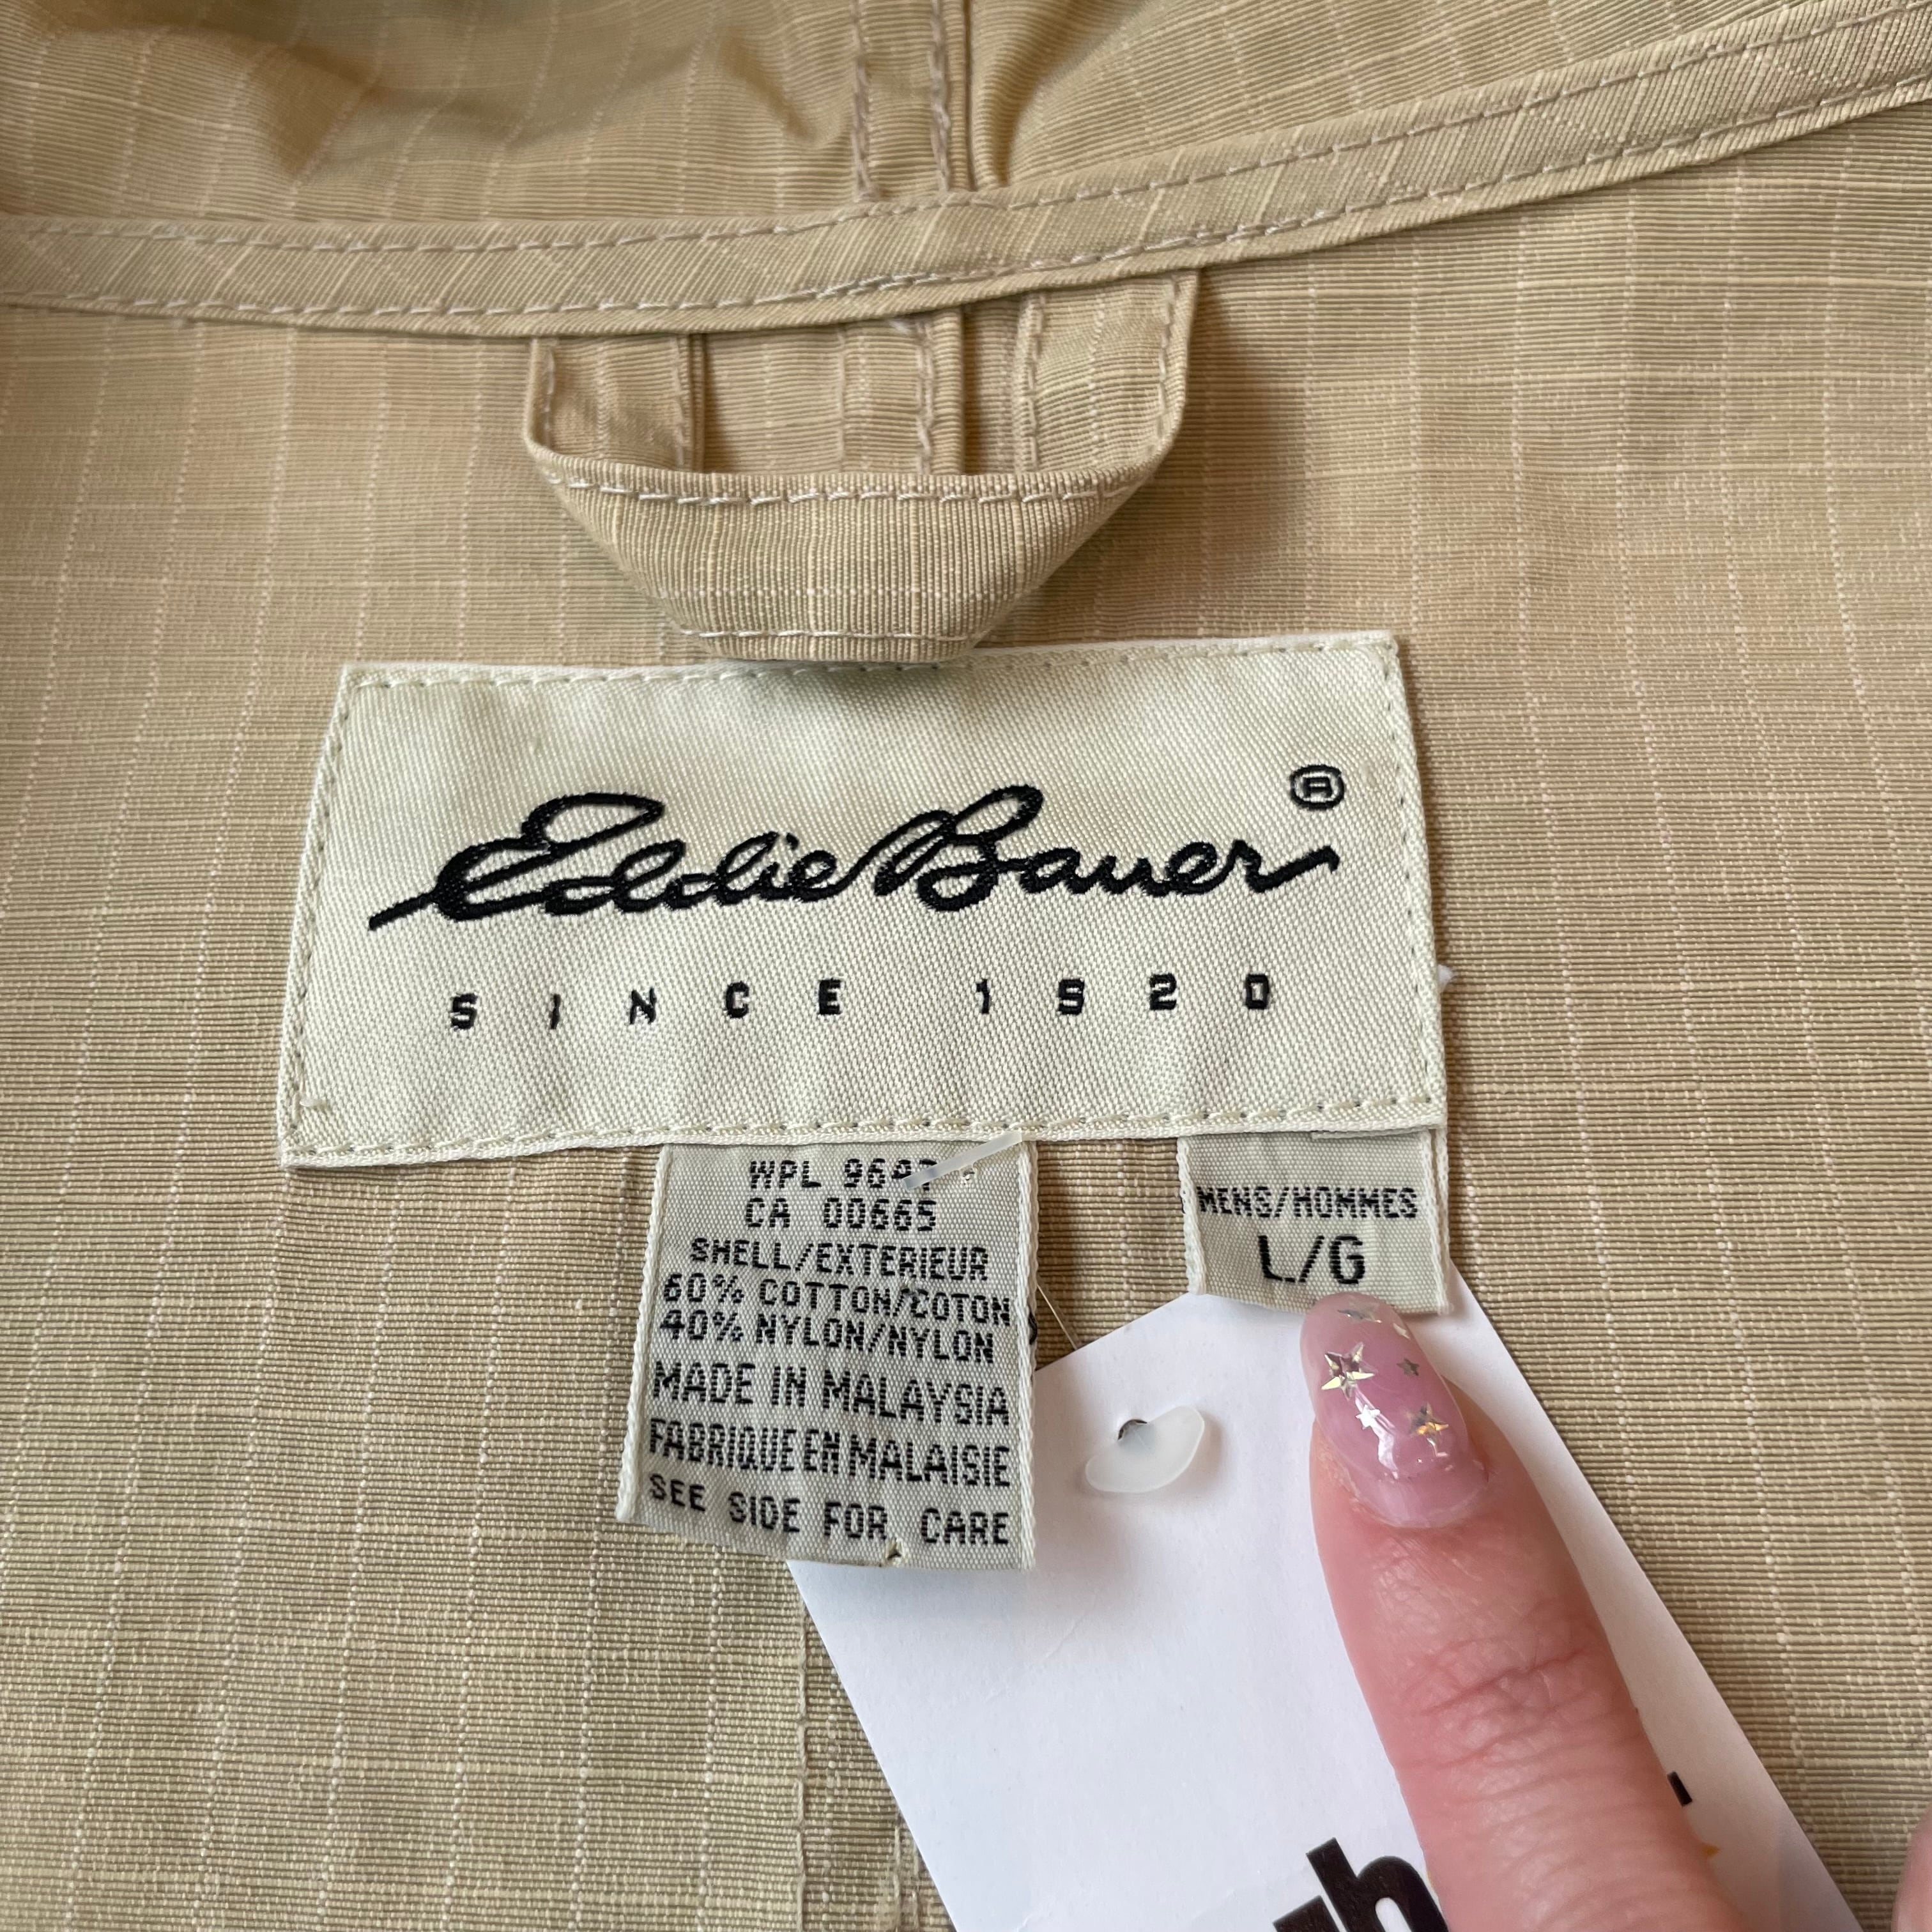 Eddie Bauer ®
SINCE 1920
WPL
CA 00665
SHELL/EXTERIEUR
60% COTTON/COTON
40% NYLON/NYLON
MADE IN MALAYSIA
FABRIQUE EN MALAISIE
SEE SIDE FOR CARE
MENS/HOMMES
L/G